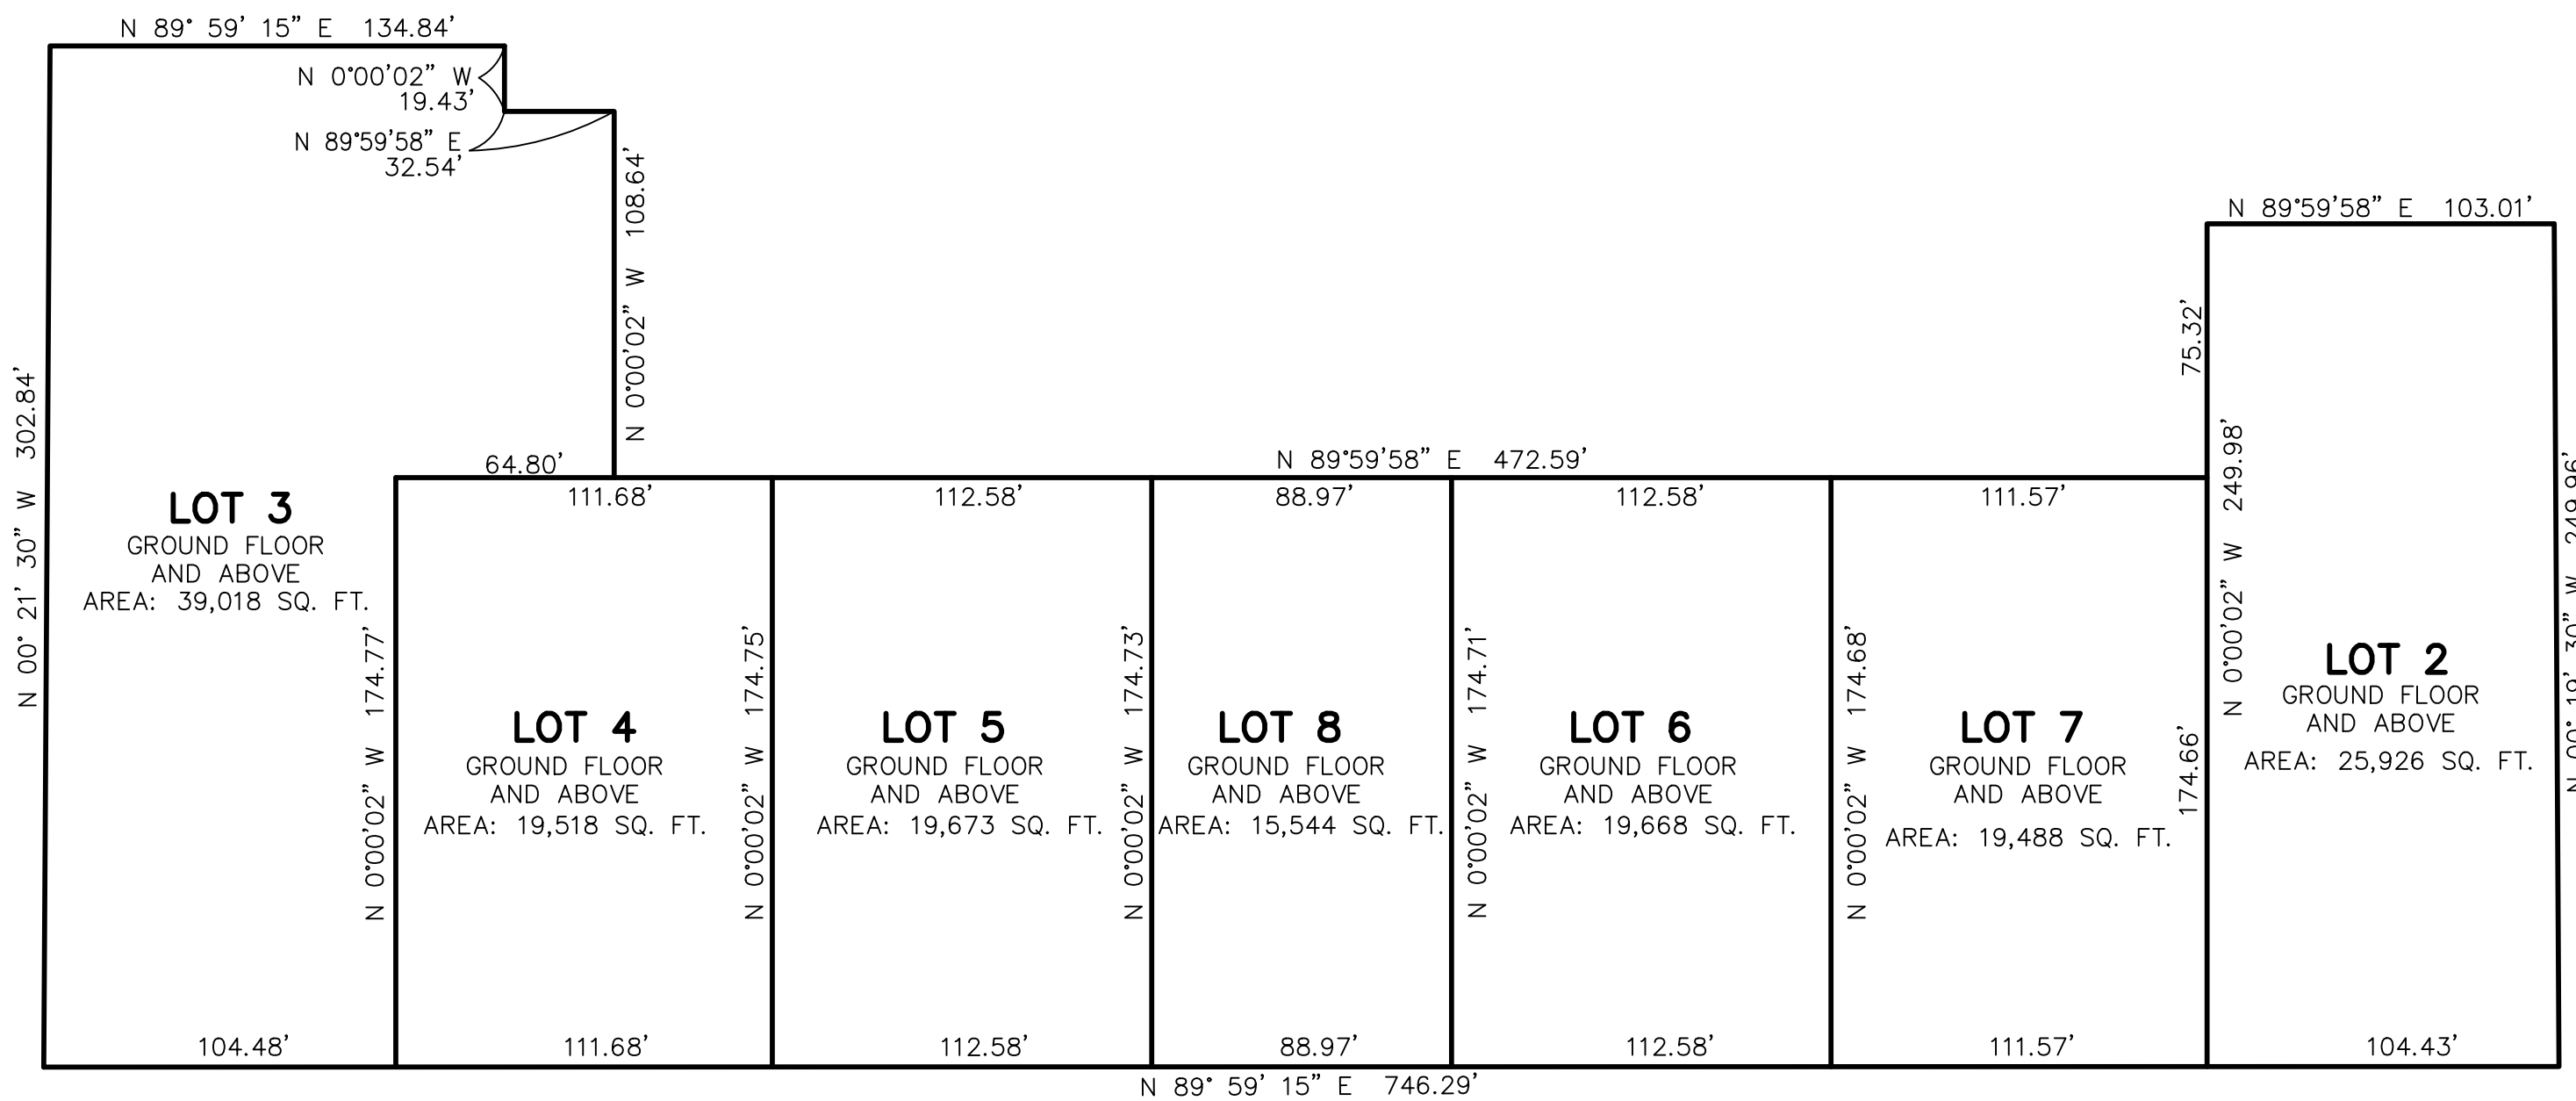 N 89° 59' 15" E 134.84'
N 0°00'02" W
19.43'
N 89°59'58" E
32.54'
N 0°00'02" W 108.64'
N 00° 21' 30" W 302.84'
64.80'
LOT 3
GROUND FLOOR
AND ABOVE
AREA: 39,018 SQ. FT.
104.48'
N 0°00'02" W 174.77'
111.68'
LOT 4
GROUND FLOOR
AND ABOVE
AREA: 19,518 SQ. FT.
111.68'
N 0°00'02" W 174.75'
112.58'
LOT 5
GROUND FLOOR
AND ABOVE
AREA: 19,673 SQ. FT.
112.58'
N 0°00'02" W 174.73'
N 89°59'58" E 472.59'
88.97'
LOT 8
GROUND FLOOR
AND ABOVE
AREA: 15,544 SQ. FT.
88.97'
N 0°00'02" W 174.71'
112.58'
LOT 6
GROUND FLOOR
AND ABOVE
AREA: 19,668 SQ. FT.
112.58'
N 0°00'02" W 174.68'
111.57'
LOT 7
GROUND FLOOR
AND ABOVE
AREA: 19,488 SQ. FT.
111.57'
174.66'
75.32'
N 89°59'58" E 103.01'
N 0°00'02" W 249.98'
LOT 2
GROUND FLOOR
AND ABOVE
AREA: 25,926 SQ. FT.
104.43'
N 00° 19' 30" W 249.96'
N 89° 59' 15" E 746.29'